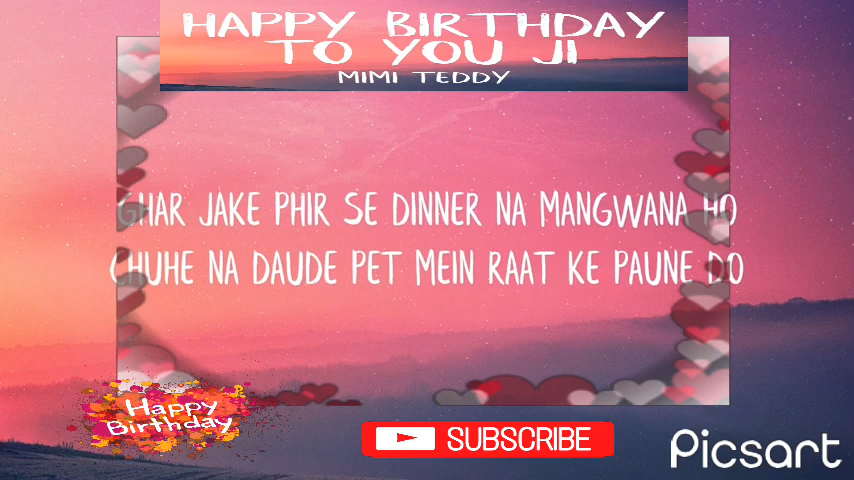 HAPPY BIRTHDAY
TO YOU JI
MIMI TEDDY
GHAR JAKE PHIR SE DINNER NA MANGWANA HO
CHUHE NA DAUDE PET MEIN RAAT KE PAUNE DO
Happy
Birthday
SUBSCRIBE
Picsart